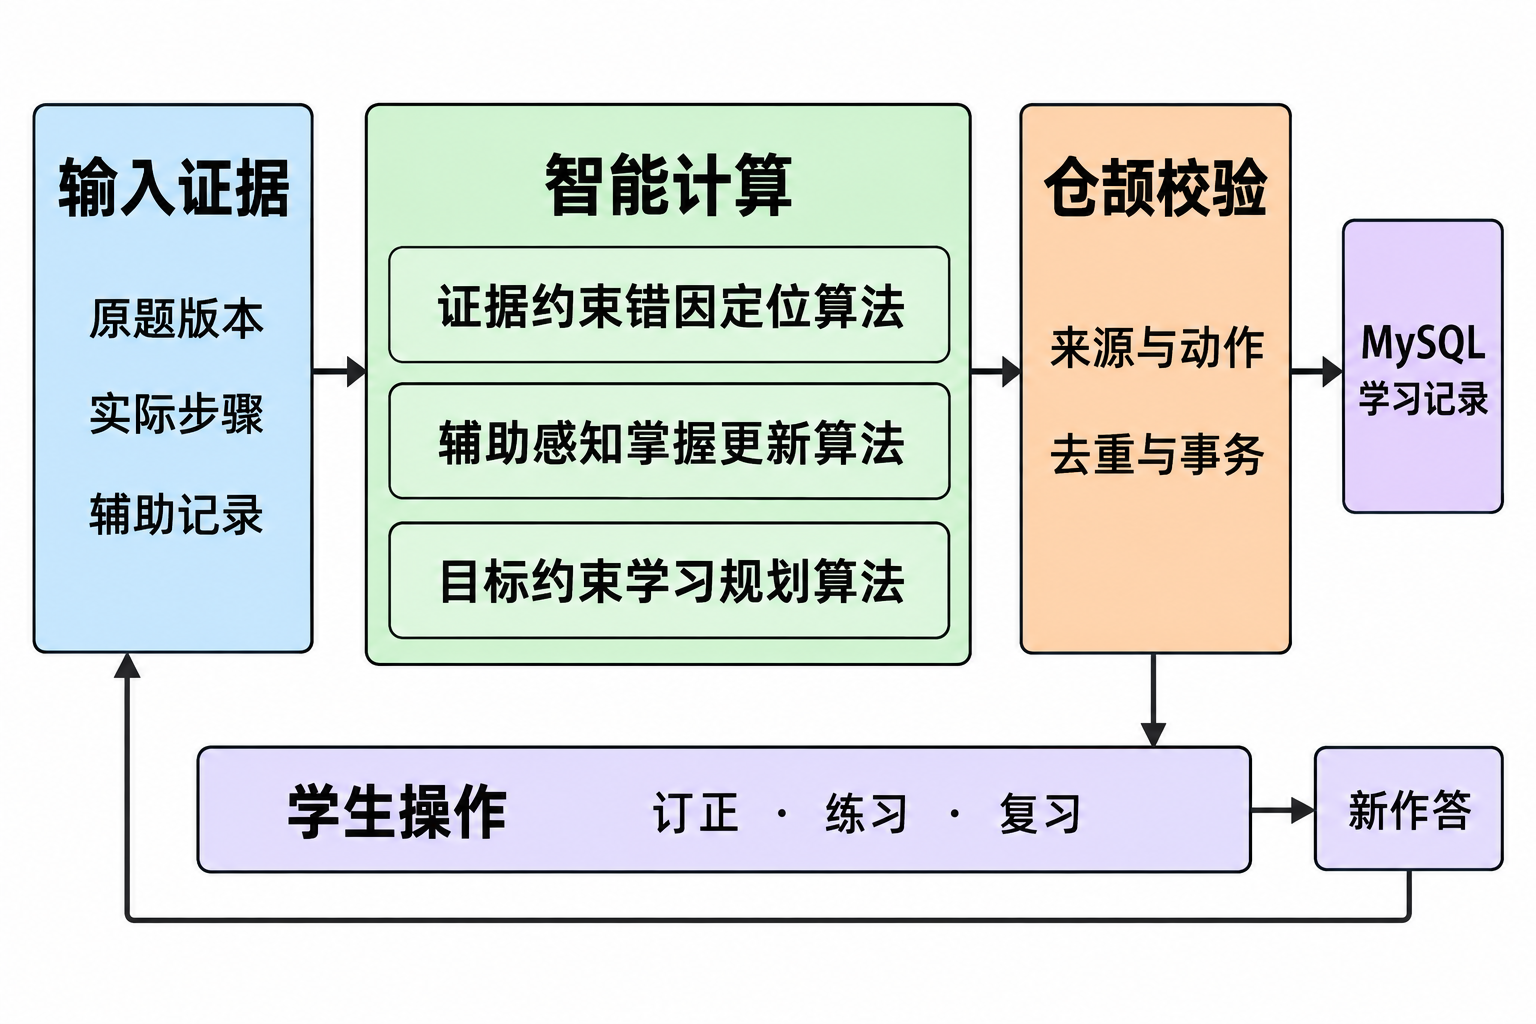 输入证据
原题版本
实际步骤
辅助记录
智能计算
证据约束错因定位算法
辅助感知掌握更新算法
目标约束学习规划算法
仓颉校验
来源与动作
去重与事务
MySQL
学习记录
学生操作 订正 · 练习 · 复习
新作答